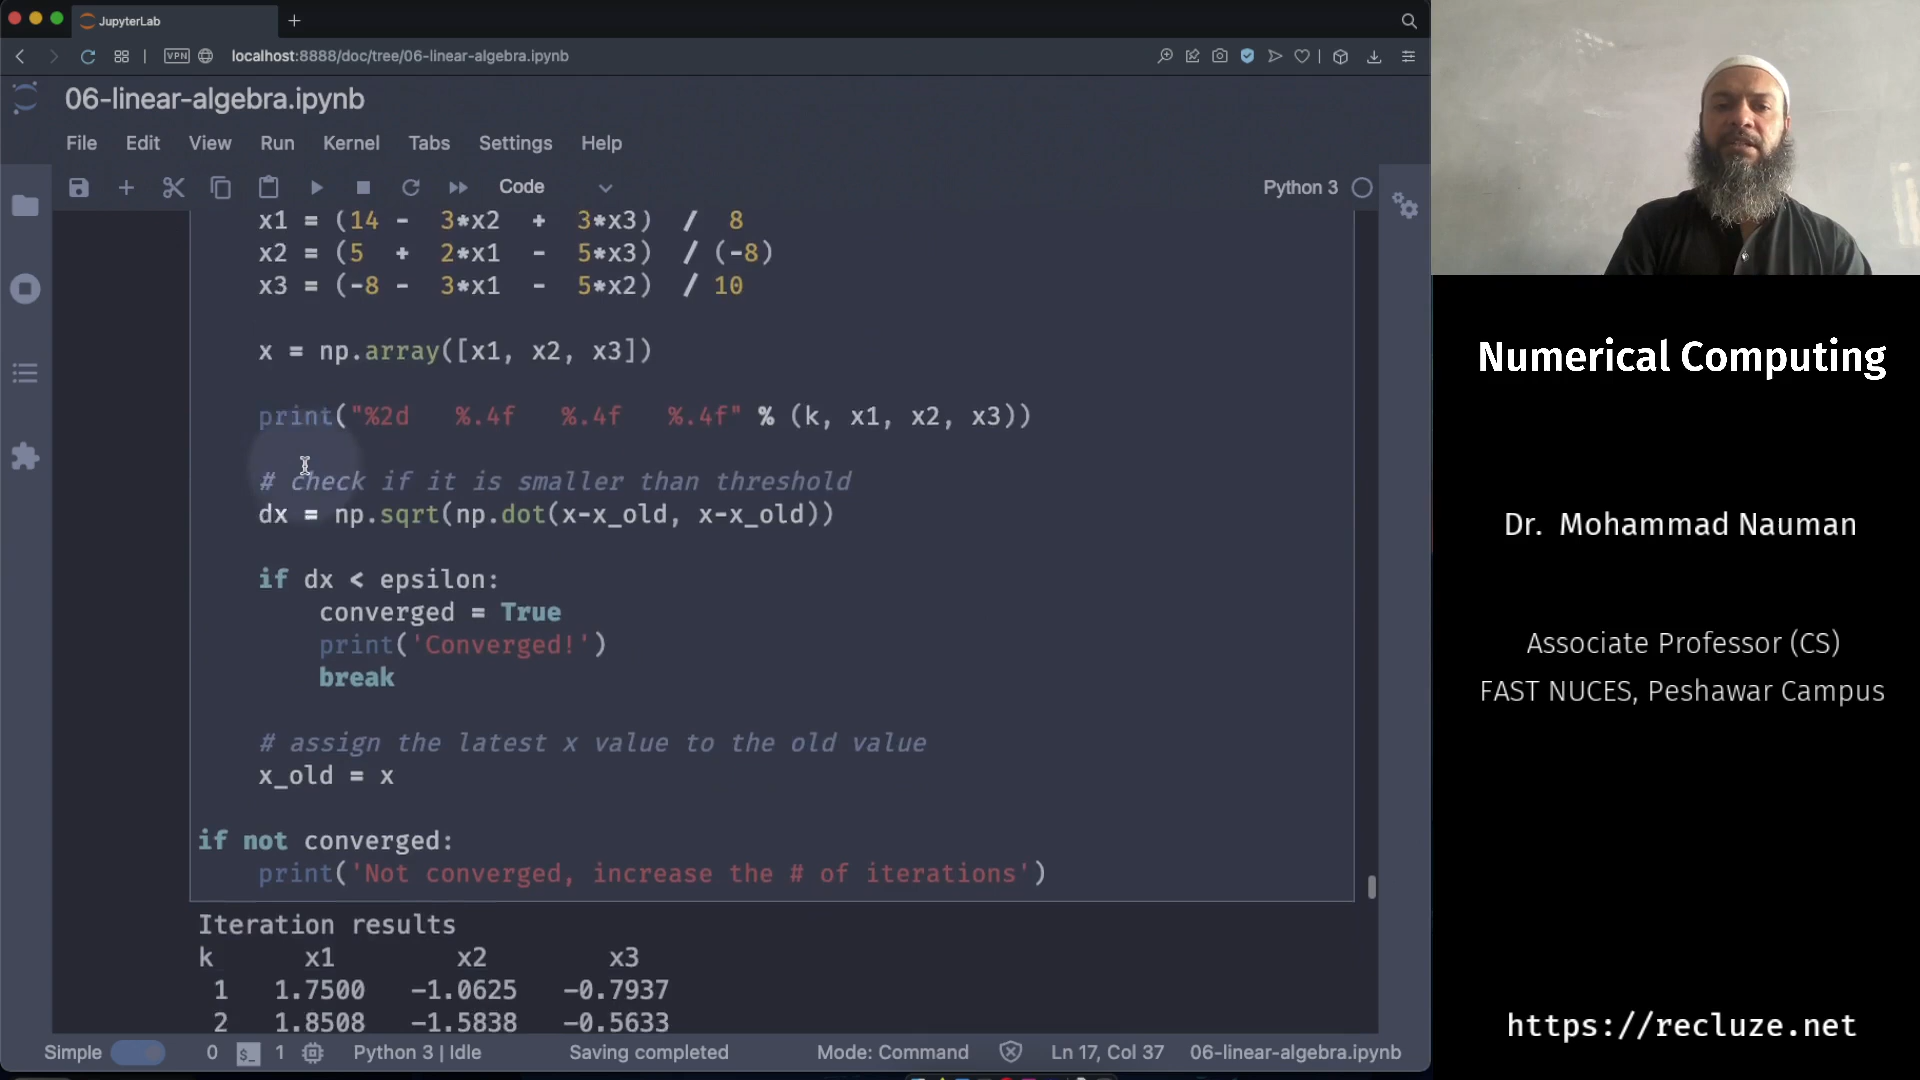 JupyterLab
VPN
localhost:8888/doc/tree/06-linear-algebra.ipynb
06-linear-algebra.ipynb
File Edit View Run Kernel Tabs Settings Help
Code
Python 3
x1 = (14 - 3*x2 + 3*x3) / 8
x2 = (5 + 2*x1 - 5*x3) / (-8)
x3 = (-8 - 3*x1 - 5*x2) / 10
x = np.array([x1, x2, x3])
print("%2d %.4f %.4f %.4f" % (k, x1, x2, x3))
# check if it is smaller than threshold
dx = np.sqrt(np.dot(x-x_old, x-x_old))
if dx < epsilon:
converged = True
print('Converged!')
break
# assign the latest x value to the old value
x_old = x
if not converged:
print('Not converged, increase the # of iterations')
Iteration results
k x1 x2 x3
1 1.7500 -1.0625 -0.7937
2 1.8508 -1.5838 -0.5633
Simple 0 $_ 1 Python 3 | Idle Saving completed Mode: Command Ln 17, Col 37 06-linear-algebra.ipynb
Numerical Computing
Dr. Mohammad Nauman
Associate Professor (CS)
FAST NUCES, Peshawar Campus
https://recluze.net